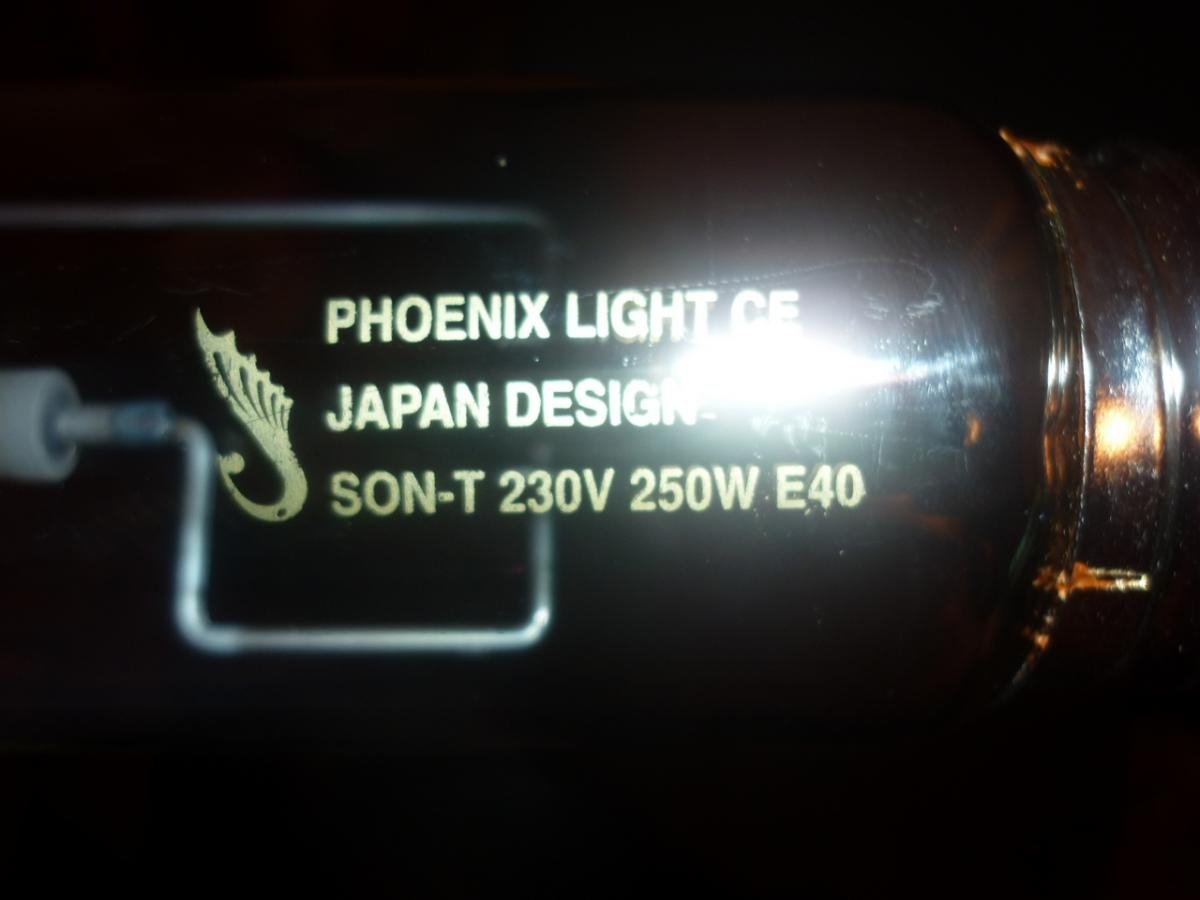 PHOENIX LIGHT CE
JAPAN DESIGN
SON-T 230V 250W E40